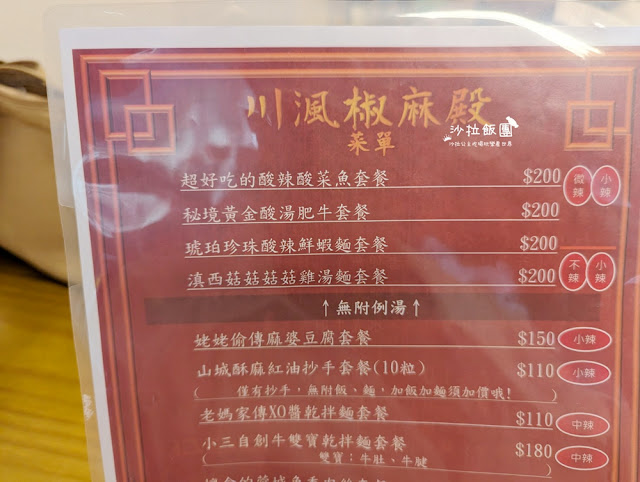 川渢椒麻殿
菜單
沙拉飯團
超好吃的酸辣酸菜魚套餐 $200 微辣 小辣
秘境黃金酸湯肥牛套餐 $200
琥珀珍珠酸辣鮮蝦麵套餐 $200
滇西菇菇菇菇雞湯麵套餐 $200 不辣 小辣
↑無附例湯↑
姥姥偷傳麻婆豆腐套餐 $150 小辣
山城酥麻紅油抄手套餐(10粒) $110 小辣
(僅有抄手,無附飯、麵,加飯加麵須加價哦!)
老媽家傳XO醬乾拌麵套餐 $110 中辣
小三自創牛雙寶乾拌麵套餐 $180 中辣
(雙寶:牛肚、牛腱)